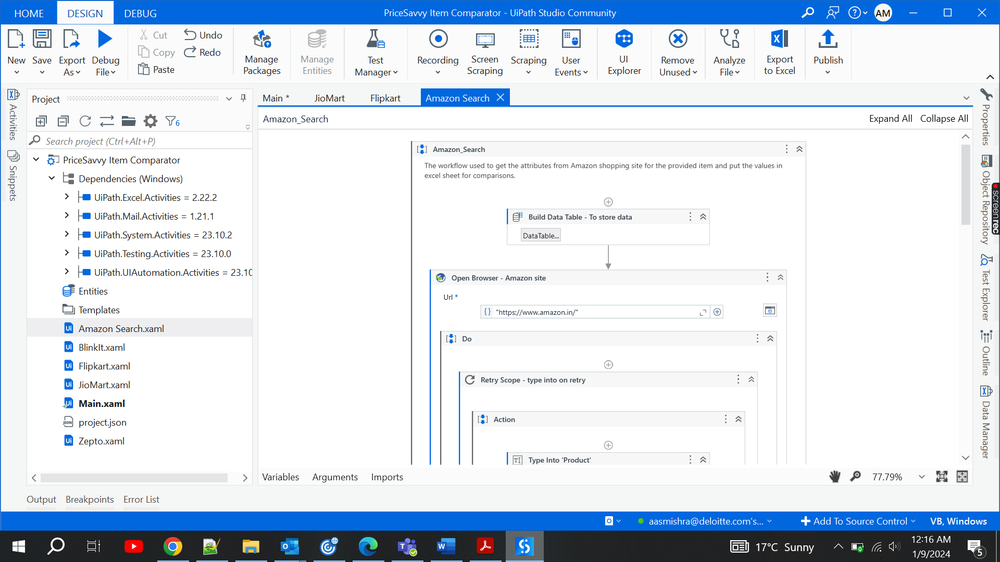 HOME DESIGN DEBUG PriceSavvy Item Comparator - UiPath Studio Community AM
New Save Export As Debug File Cut Copy Paste Undo Redo Manage Packages Manage Entities Test Manager Recording Screen Scraping Scraping User Events UI Explorer Remove Unused Analyze File Export to Excel Publish
Activities
Snippets
Project
6
Search project (Ctrl+Alt+P)
PriceSavvy Item Comparator
Dependencies (Windows)
UiPath.Excel.Activities = 2.22.2
UiPath.Mail.Activities = 1.21.1
UiPath.System.Activities = 23.10.2
UiPath.Testing.Activities = 23.10.0
UiPath.UIAutomation.Activities = 23.10
Entities
Templates
Amazon Search.xaml
BlinkIt.xaml
Flipkart.xaml
JioMart.xaml
Main.xaml
project.json
Zepto.xaml
Main * JioMart Flipkart Amazon Search
Amazon_Search Expand All Collapse All
Amazon_Search
The workflow used to get the attributes from Amazon shopping site for the provided item and put the values in
excel sheet for comparisons.
Build Data Table - To store data
DataTable...
Open Browser - Amazon site
Url *
"https://www.amazon.in/"
Do
Retry Scope - type into on retry
Action
Type Into 'Product'
Variables Arguments Imports 77.79%
Properties
Object Repository
Test Explorer
Outline
Data Manager
screenrec
Output Breakpoints Error List
aasmishra@deloitte.com's... Add To Source Control VB, Windows
17°C Sunny 12:16 AM
1/9/2024
5